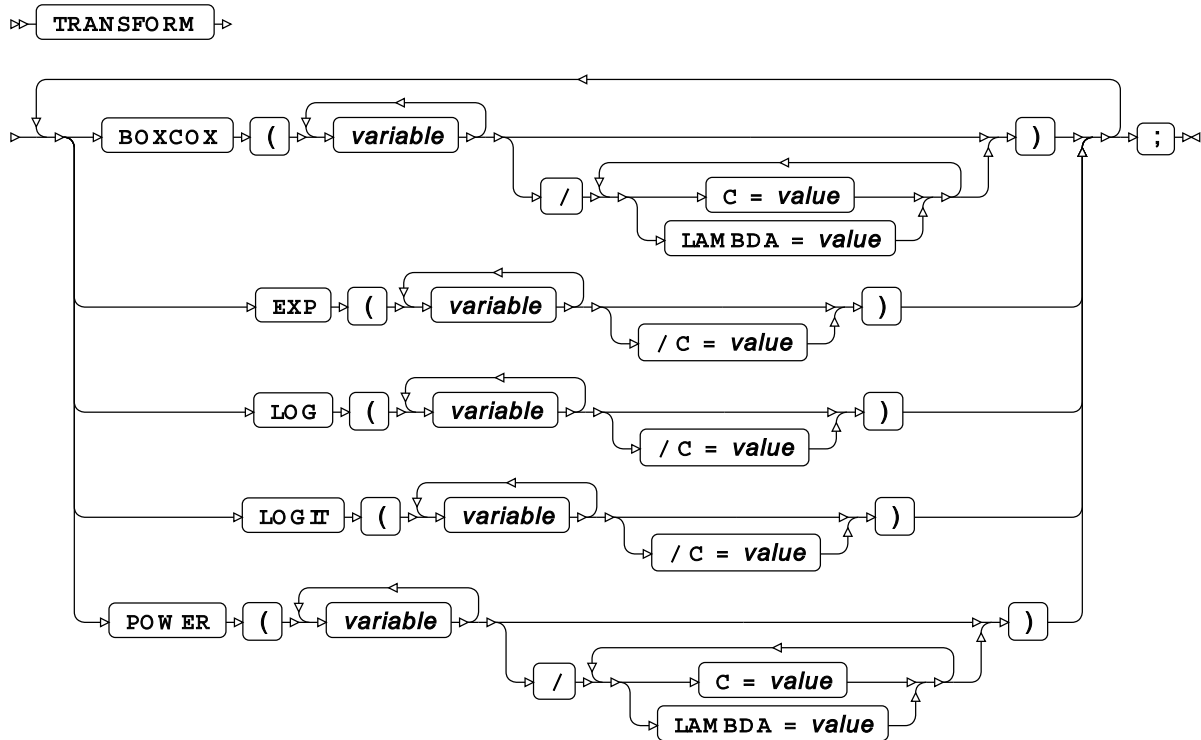 TRANSFORM
BOXCOX ( variable )
;
/ C = value
LAMBDA = value
EXP ( variable )
/ C = value
LOG ( variable )
/ C = value
LOGIT ( variable )
/ C = value
POWER ( variable )
/ C = value
LAMBDA = value